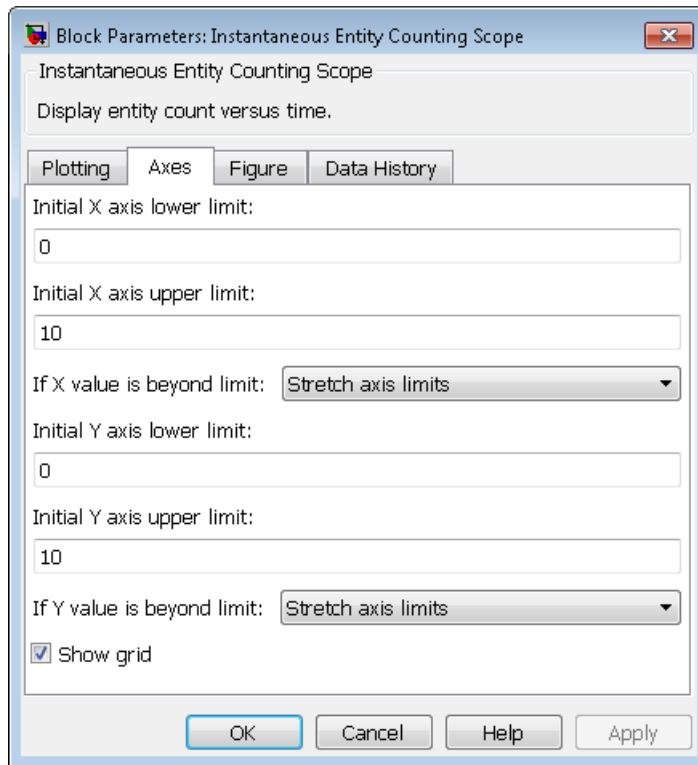 Block Parameters: Instantaneous Entity Counting Scope
Instantaneous Entity Counting Scope
Display entity count versus time.
Plotting Axes Figure Data History
Initial X axis lower limit:
0
Initial X axis upper limit:
10
If X value is beyond limit: Stretch axis limits
Initial Y axis lower limit:
0
Initial Y axis upper limit:
10
If Y value is beyond limit: Stretch axis limits
Show grid
OK Cancel Help Apply